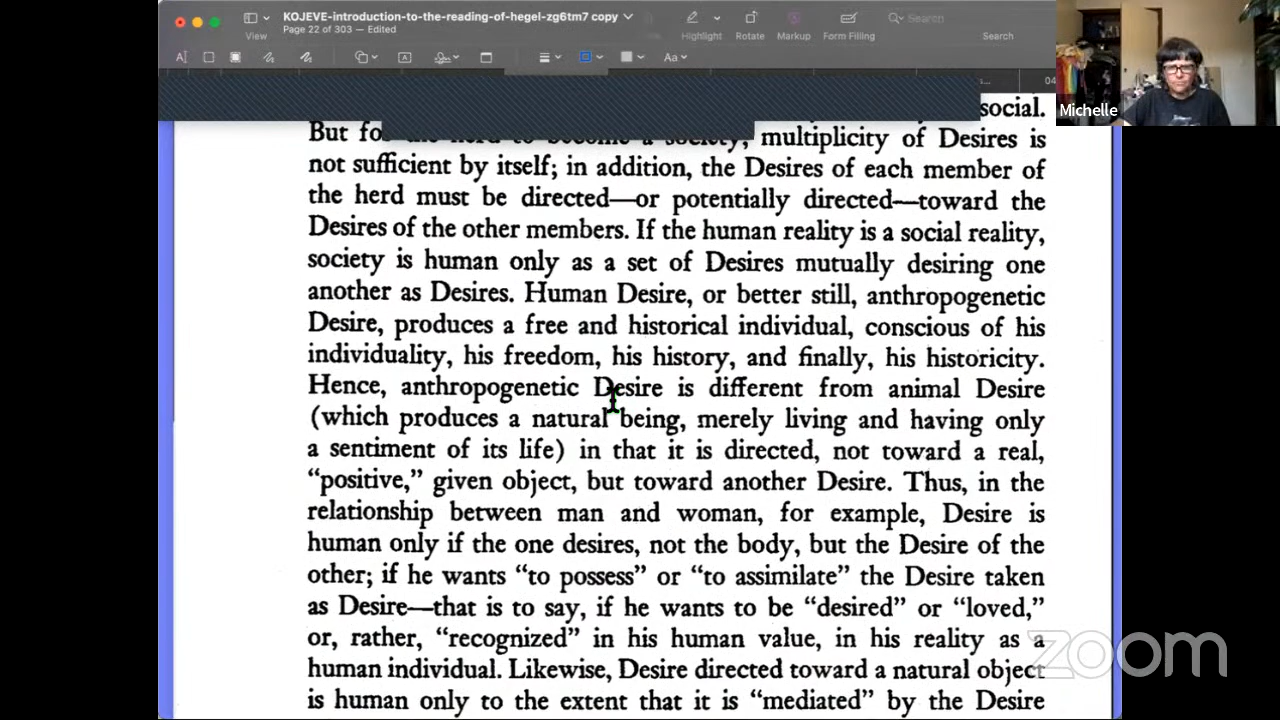 KOJEVE-introduction-to-the-reading-of-hegel-zg6tm7 copy
Page 22 of 303 — Edited
View
Highlight
Rotate
Markup
Form Filling
Search
Search
Aa
04
Michelle
social.
But for the herd to become a society, multiplicity of Desires is
not sufficient by itself; in addition, the Desires of each member of
the herd must be directed—or potentially directed—toward the
Desires of the other members. If the human reality is a social reality,
society is human only as a set of Desires mutually desiring one
another as Desires. Human Desire, or better still, anthropogenetic
Desire, produces a free and historical individual, conscious of his
individuality, his freedom, his history, and finally, his historicity.
Hence, anthropogenetic Desire is different from animal Desire
(which produces a natural being, merely living and having only
a sentiment of its life) in that it is directed, not toward a real,
“positive,” given object, but toward another Desire. Thus, in the
relationship between man and woman, for example, Desire is
human only if the one desires, not the body, but the Desire of the
other; if he wants “to possess” or “to assimilate” the Desire taken
as Desire—that is to say, if he wants to be “desired” or “loved,”
or, rather, “recognized” in his human value, in his reality as a
human individual. Likewise, Desire directed toward a natural object
is human only to the extent that it is “mediated” by the Desire
zoom